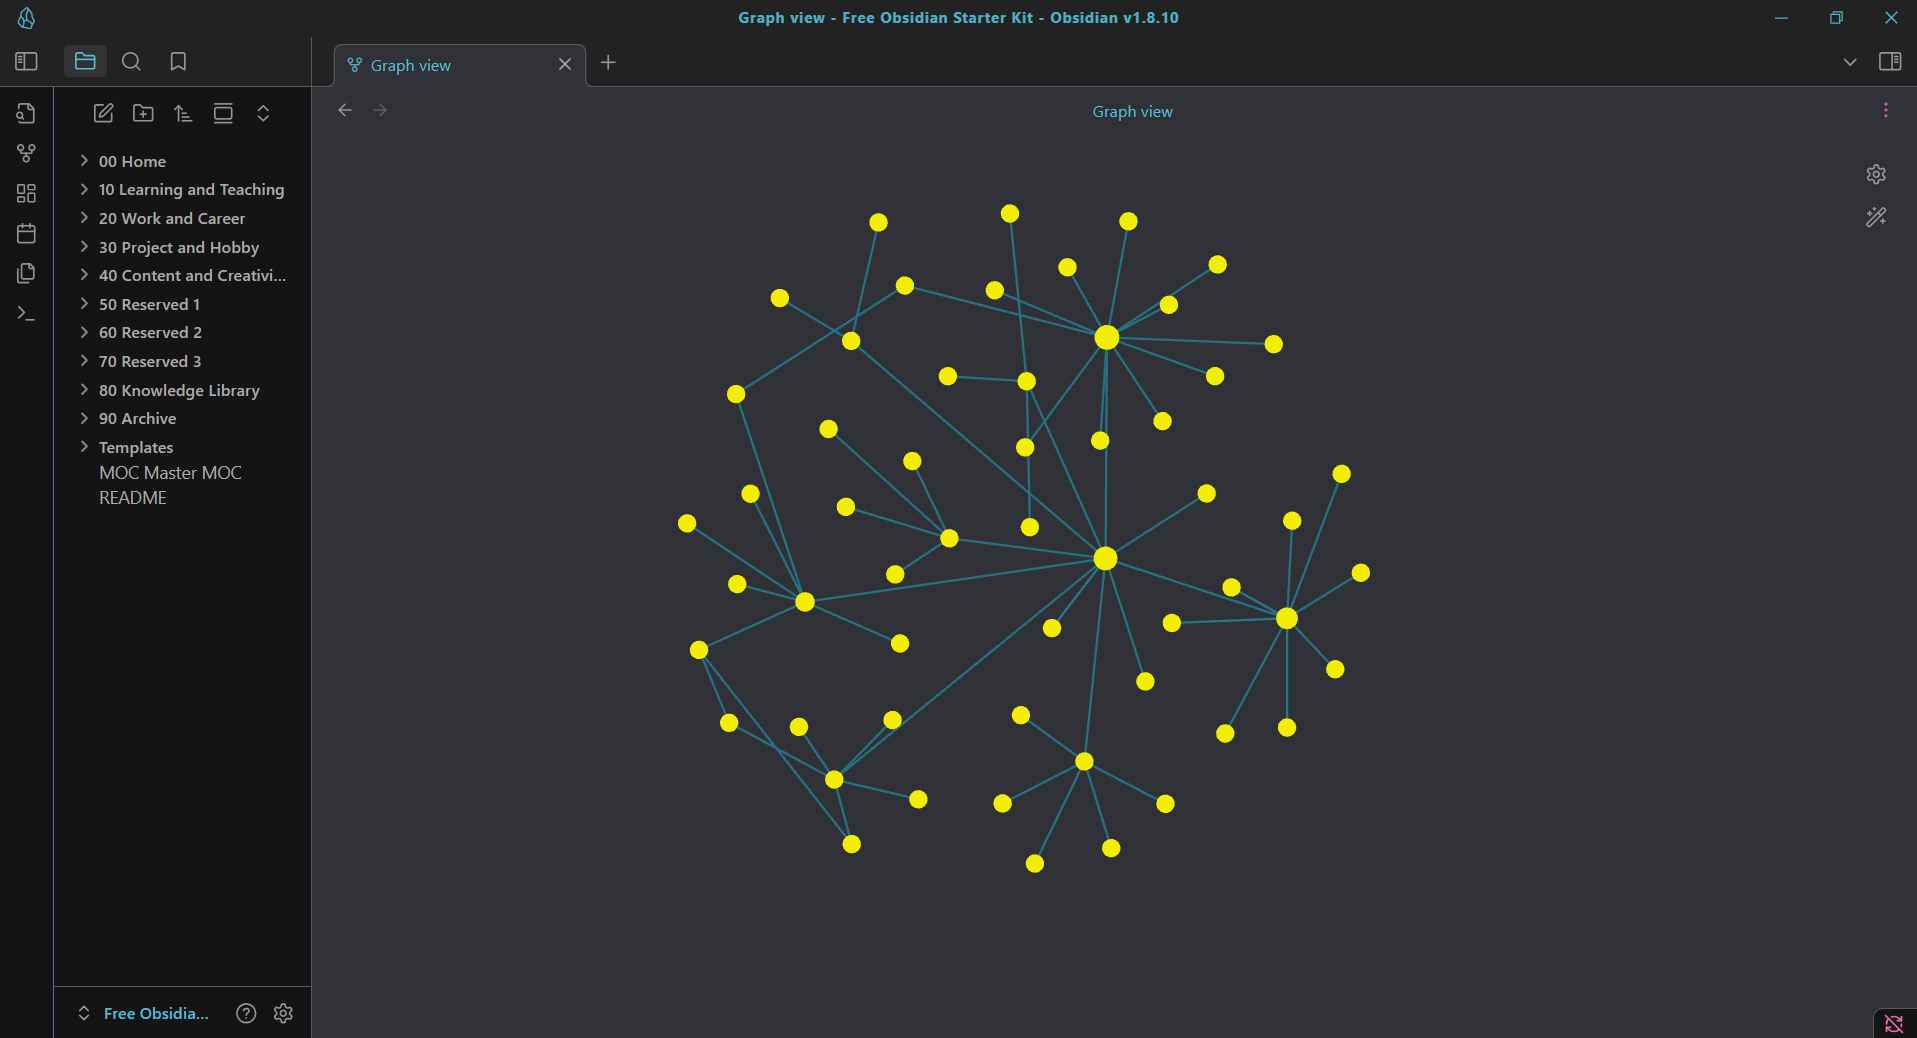 Graph view - Free Obsidian Starter Kit - Obsidian v1.8.10
Graph view
Graph view
00 Home
10 Learning and Teaching
20 Work and Career
30 Project and Hobby
40 Content and Creativi...
50 Reserved 1
60 Reserved 2
70 Reserved 3
80 Knowledge Library
90 Archive
Templates
MOC Master MOC
README
Free Obsidia...